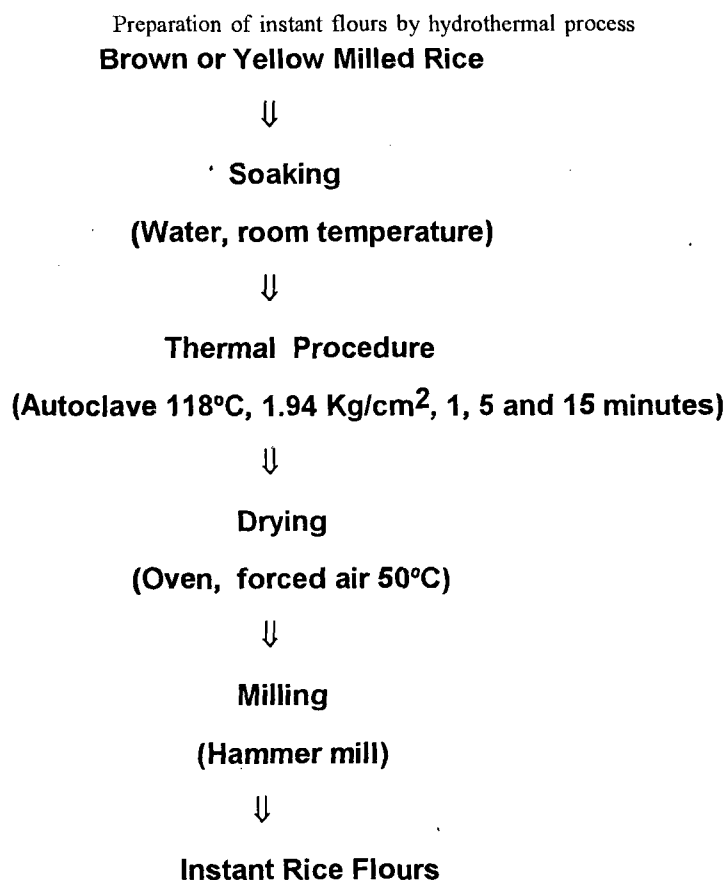 Preparation of instant flours by hydrothermal process
Brown or Yellow Milled Rice
⇓
Soaking
(Water, room temperature)
⇓
Thermal Procedure
(Autoclave 118ºC, 1.94 Kg/cm², 1, 5 and 15 minutes)
⇓
Drying
(Oven, forced air 50ºC)
⇓
Milling
(Hammer mill)
⇓
Instant Rice Flours